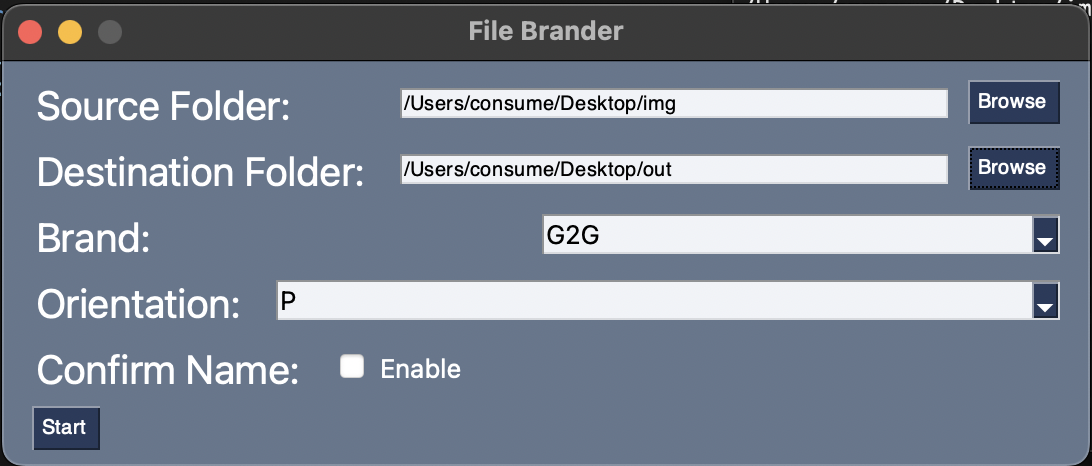 File Brander
Source Folder: /Users/consume/Desktop/img Browse
Destination Folder: /Users/consume/Desktop/out Browse
Brand: G2G
Orientation: P
Confirm Name: Enable
Start